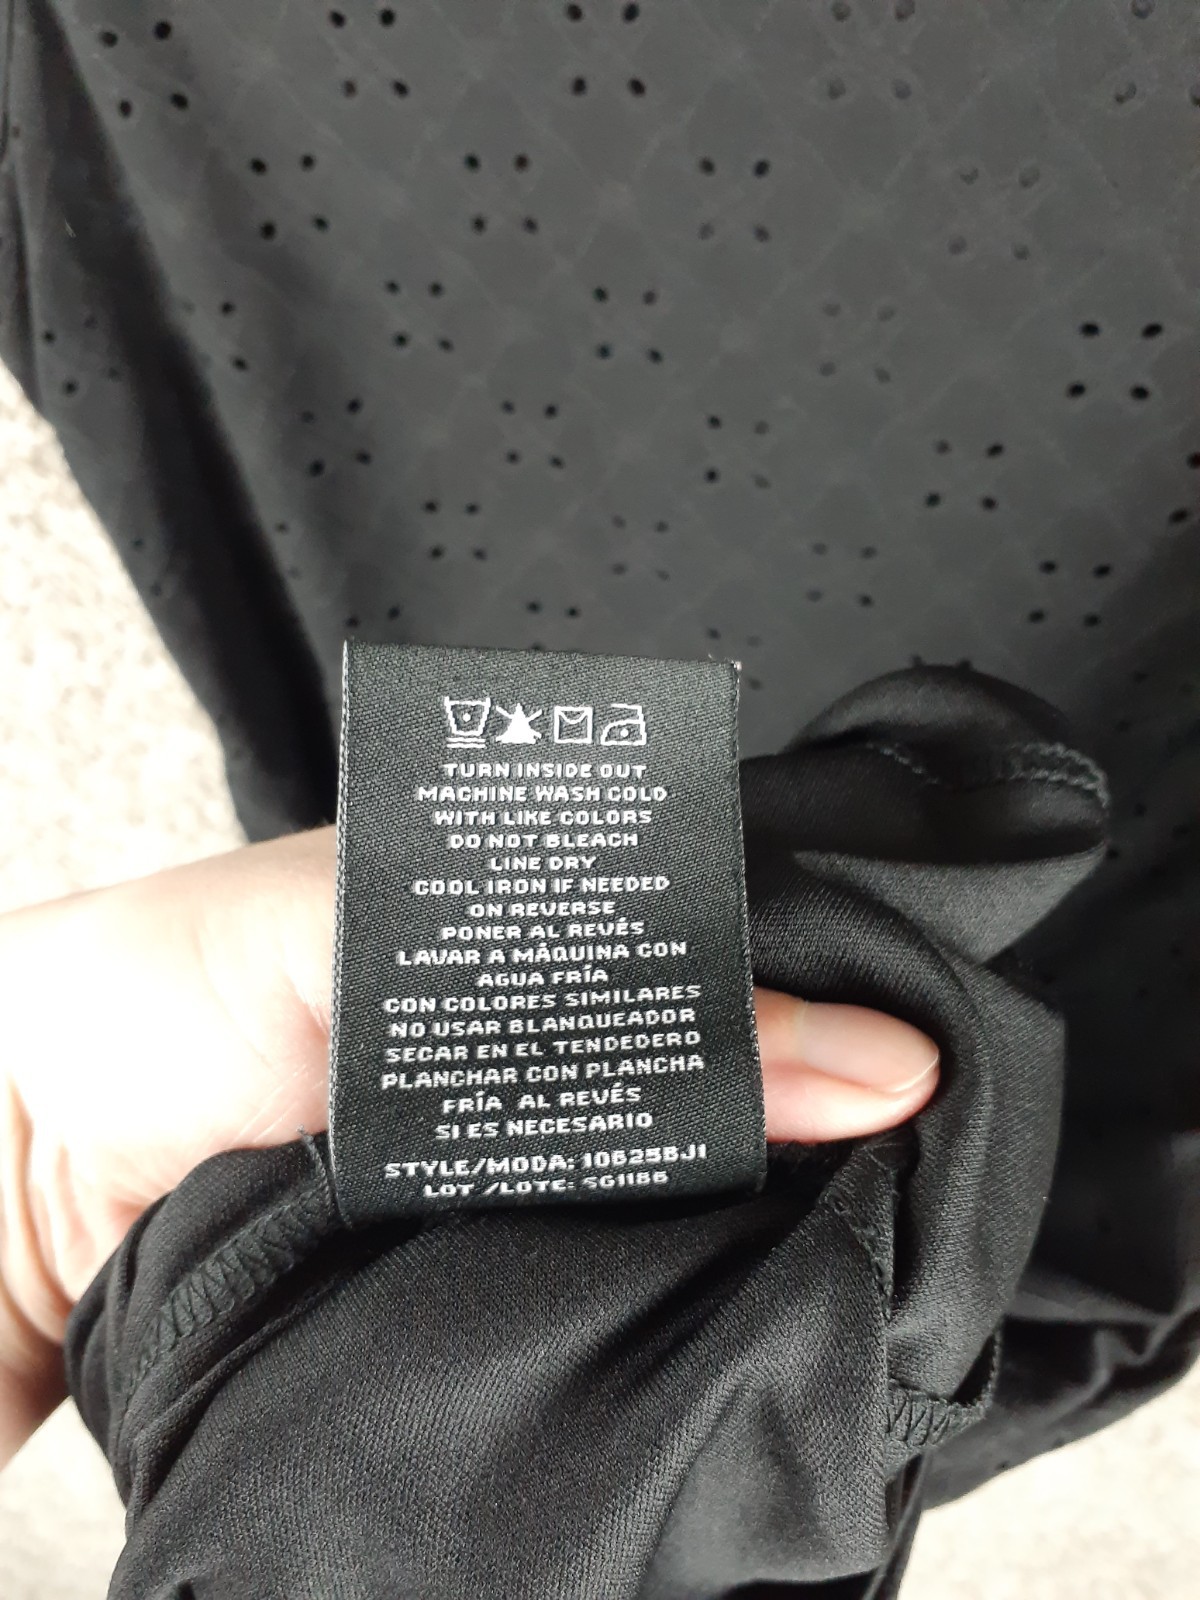 TURN INSIDE OUT
MACHINE WASH COLD
WITH LIKE COLORS
DO NOT BLEACH
LINE DRY
COOL IRON IF NEEDED
ON REVERSE
PONER AL REVÉS
LAVAR A MÁQUINA CON
AGUA FRÍA
CON COLORES SIMILARES
NO USAR BLANQUEADOR
SECAR EN EL TENDEDERO
PLANCHAR CON PLANCHA
FRÍA AL REVÉS
SI ES NECESARIO
STYLE/MODA:
LOT /LOTE: